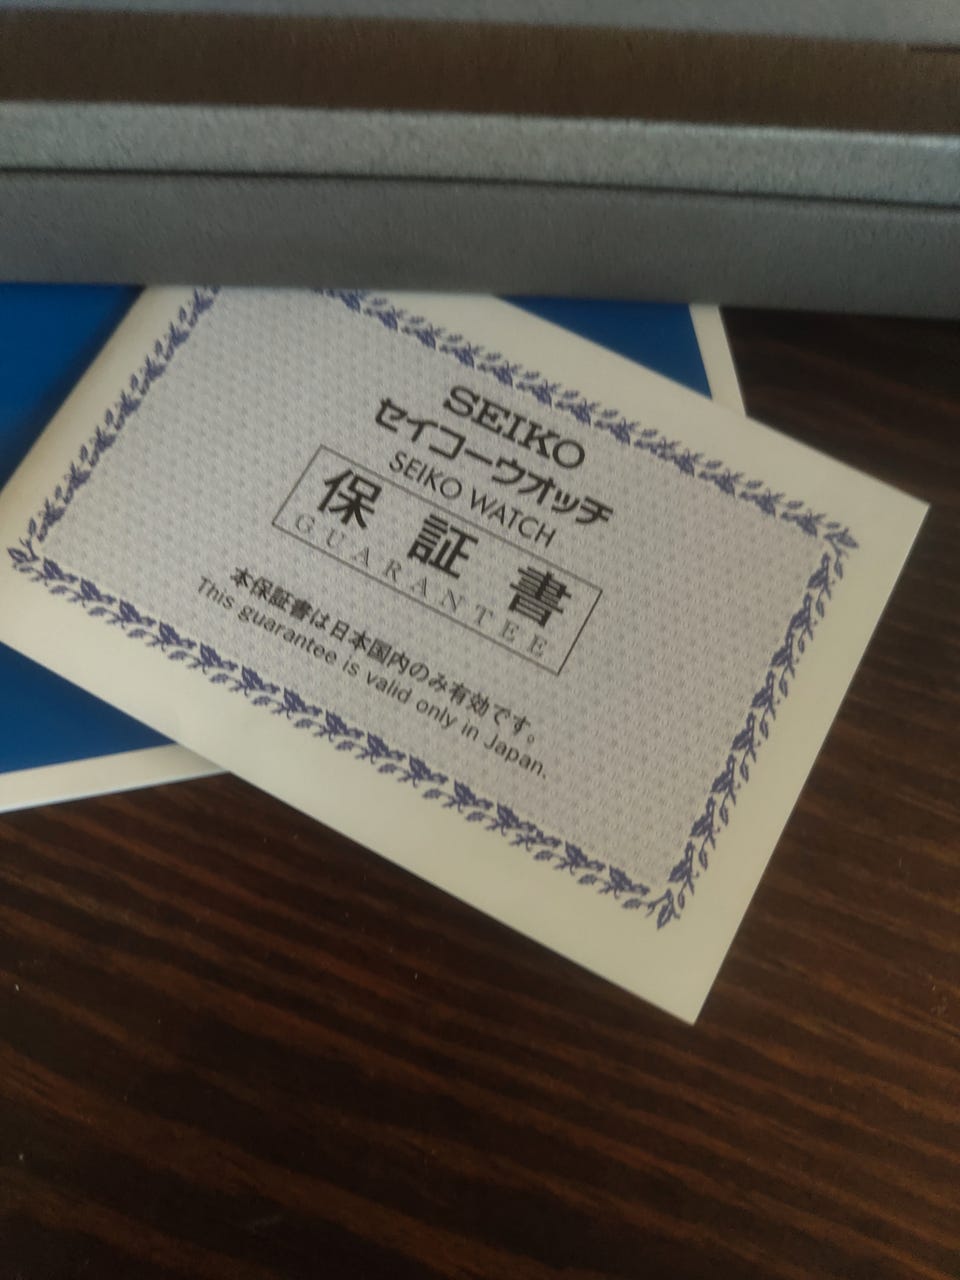 SEIKO
セイコーウオッチ
SEIKO WATCH
保証書
GUARANTEE
本保証書は日本国内のみ有効です。
This guarantee is valid only in Japan.